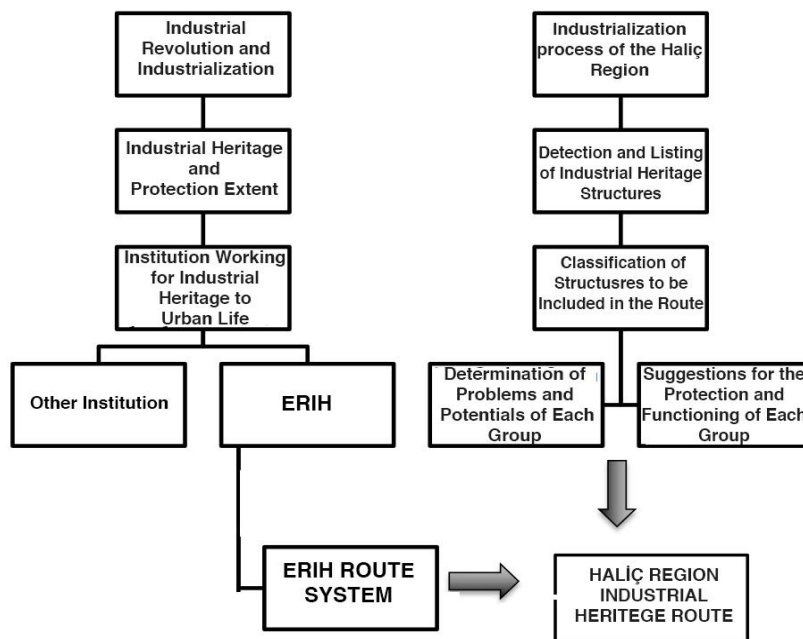 Industrial
Revolution and
Industrialization
Industrial Heritage
and
Protection Extent
Institution Working
for Industrial
Heritage to
Urban Life
Other Institution
ERIH
ERIH ROUTE
SYSTEM
Industrialization
process of the Haliç
Region
Detection and Listing
of Industrial Heritage
Structures
Classification of
Structusres to be
Included in the Route
Determination of
Problems and
Potentials of Each
Group
Suggestions for the
Protection and
Functioning of Each
Group
HALİÇ REGION
INDUSTRIAL
HERITEGE ROUTE